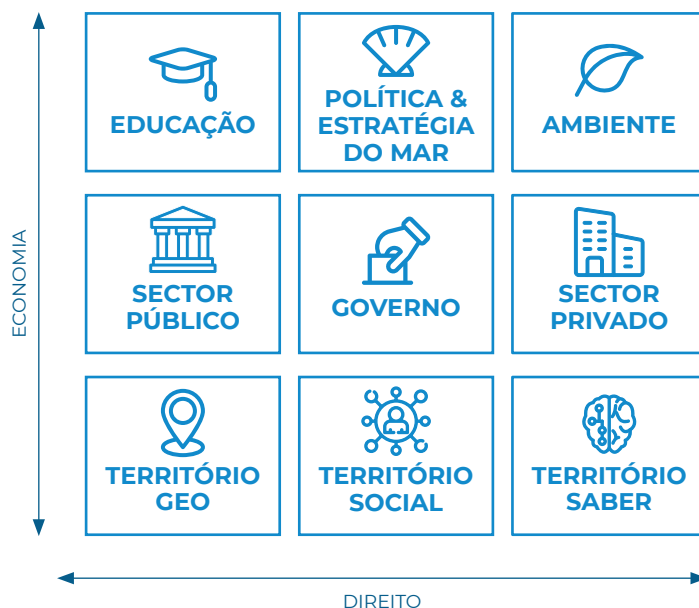 EDUCAÇÃO
POLÍTICA &
ESTRATÉGIA
DO MAR
AMBIENTE
ECONOMIA
SECTOR
PÚBLICO
GOVERNO
SECTOR
PRIVADO
TERRITÓRIO
GEO
TERRITÓRIO
SOCIAL
TERRITÓRIO
SABER
DIREITO